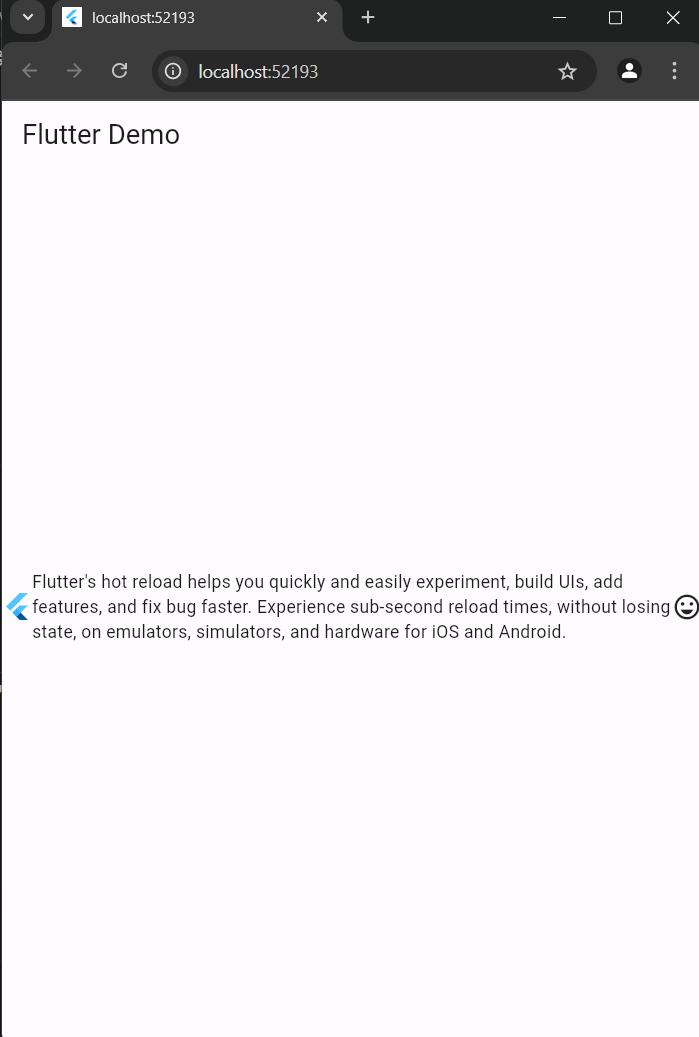 localhost:52193
localhost:52193
Flutter Demo
Flutter's hot reload helps you quickly and easily experiment, build UIs, add
features, and fix bug faster. Experience sub-second reload times, without losing
state, on emulators, simulators, and hardware for iOS and Android.